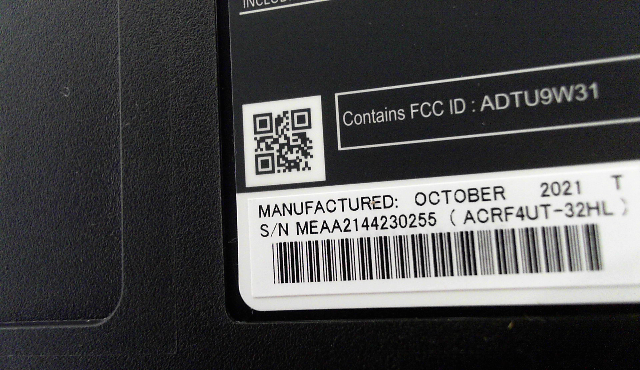 Contains FCC ID : ADTU9W31
MANUFACTURED: OCTOBER 2021 T
S/N MEAA2144230255 ( ACRF4UT-32HL )